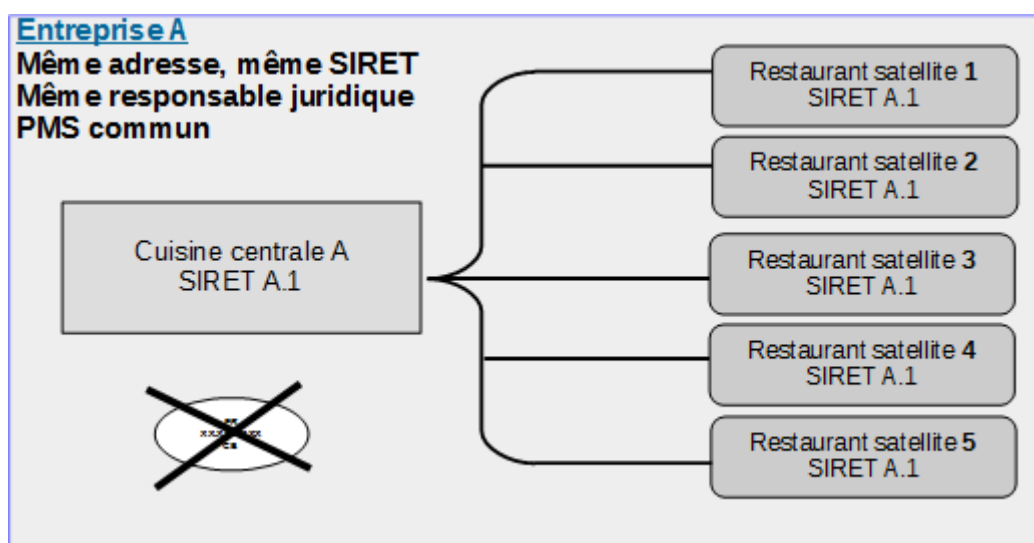 Entreprise A
Même adresse, même SIRET
Même responsable juridique
PMS commun
Cuisine centrale A
SIRET A.1
Restaurant satellite 1
SIRET A.1
Restaurant satellite 2
SIRET A.1
Restaurant satellite 3
SIRET A.1
Restaurant satellite 4
SIRET A.1
Restaurant satellite 5
SIRET A.1